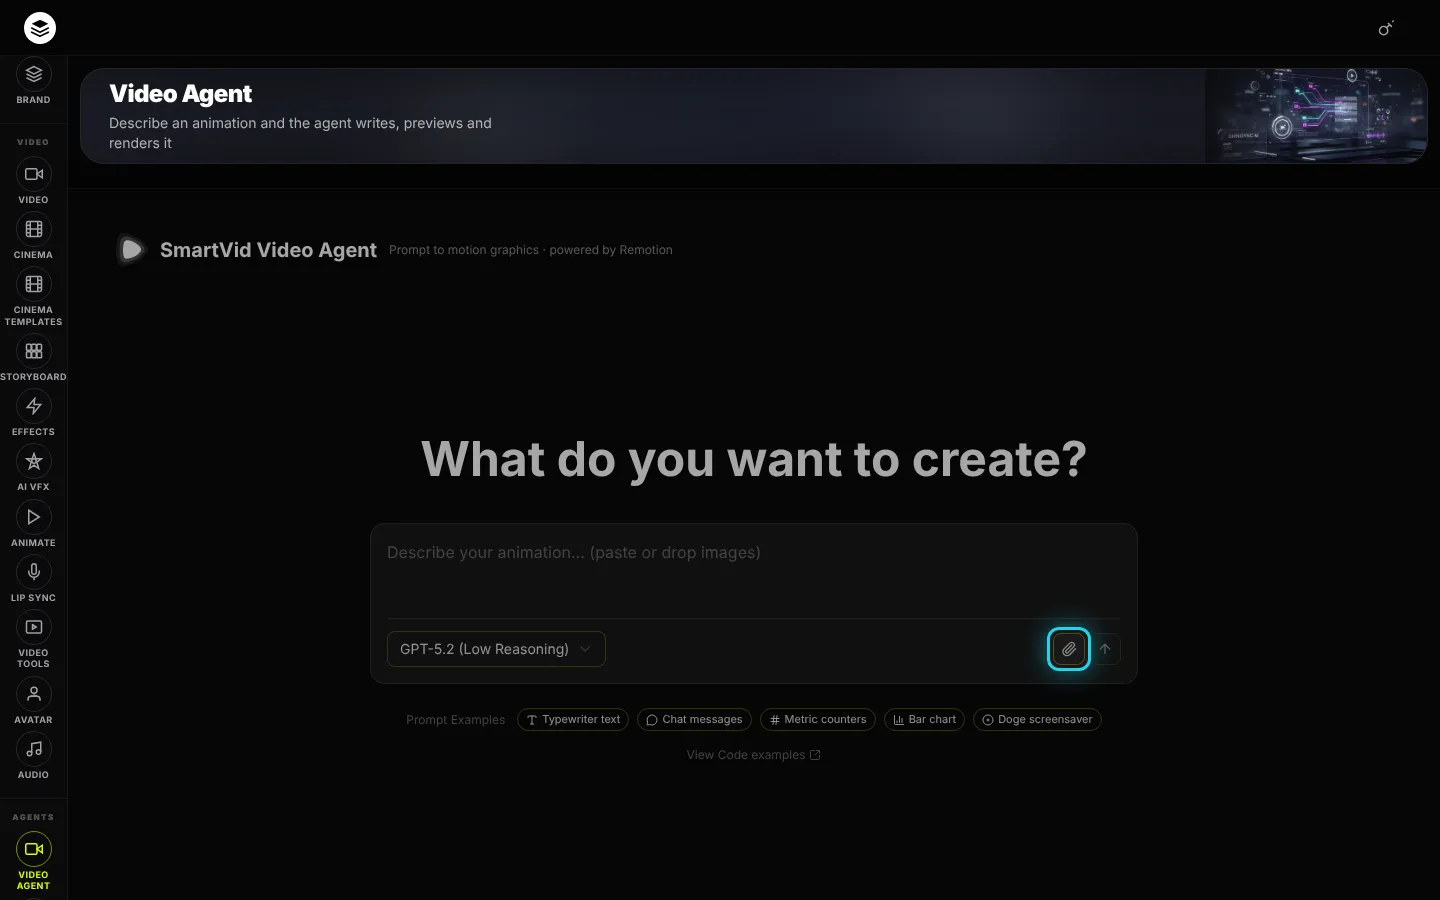 BRAND
VIDEO
VIDEO
CINEMA
CINEMA
TEMPLATES
STORYBOARD
EFFECTS
AI VFX
ANIMATE
LIP SYNC
VIDEO
TOOLS
AVATAR
AUDIO
AGENTS
VIDEO
AGENT
Video Agent
Describe an animation and the agent writes, previews and
renders it
SmartVid Video Agent
Prompt to motion graphics · powered by Remotion
What do you want to create?
Describe your animation... (paste or drop images)
GPT-5.2 (Low Reasoning)
Prompt Examples
Typewriter text
Chat messages
Metric counters
Bar chart
Doge screensaver
View Code examples